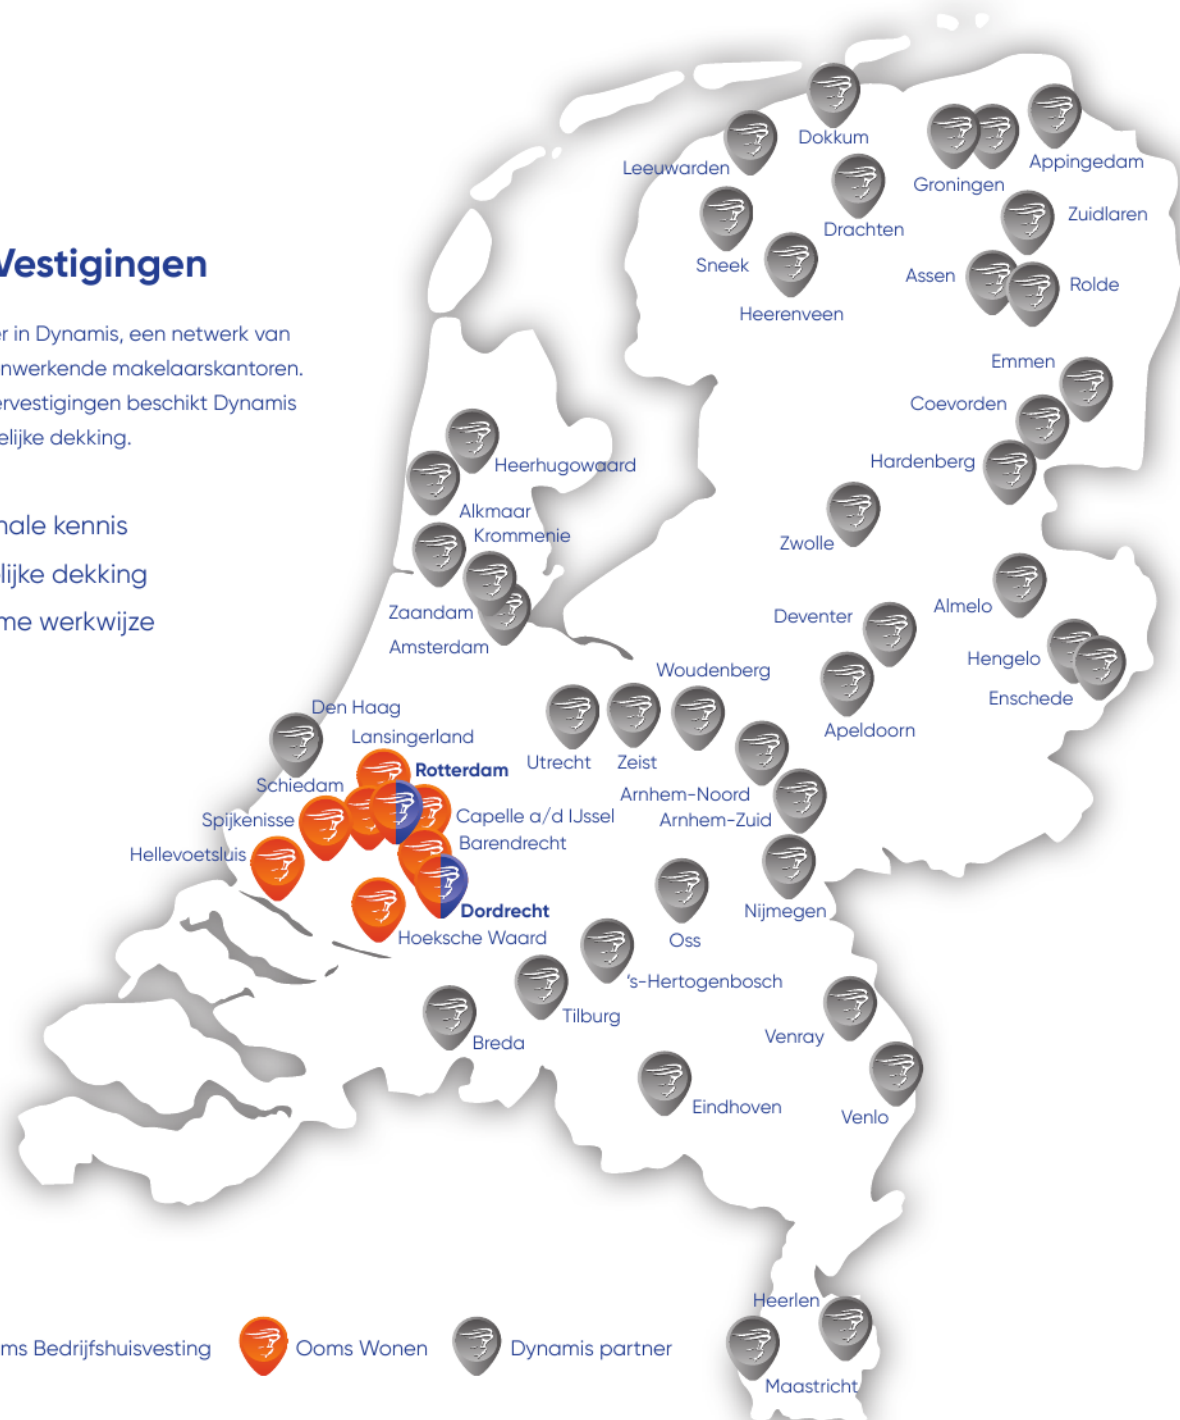 Vestigingen
er in Dynamis, een netwerk van
nwerkende makelaarskantoren.
ervestigingen beschikt Dynamis
elijke dekking.
nale kennis
lijke dekking
me werkwijze
Dokkum
Leeuwarden
Appingedam
Groningen
Zuidlaren
Drachten
Sneek
Assen
Rolde
Heerenveen
Emmen
Coevorden
Hardenberg
Heerhugowaard
Alkmaar
Krommenie
Zwolle
Zaandam
Almelo
Deventer
Amsterdam
Hengelo
Woudenberg
Enschede
Den Haag
Apeldoorn
Lansingerland
Utrecht
Zeist
Rotterdam
Schiedam
Arnhem-Noord
Capelle a/d IJssel
Spijkenisse
Arnhem-Zuid
Barendrecht
Hellevoetsluis
Dordrecht
Nijmegen
Hoeksche Waard
Oss
's-Hertogenbosch
Tilburg
Venray
Breda
Eindhoven
Venlo
Heerlen
ms Bedrijfshuisvesting
Ooms Wonen
Dynamis partner
Maastricht